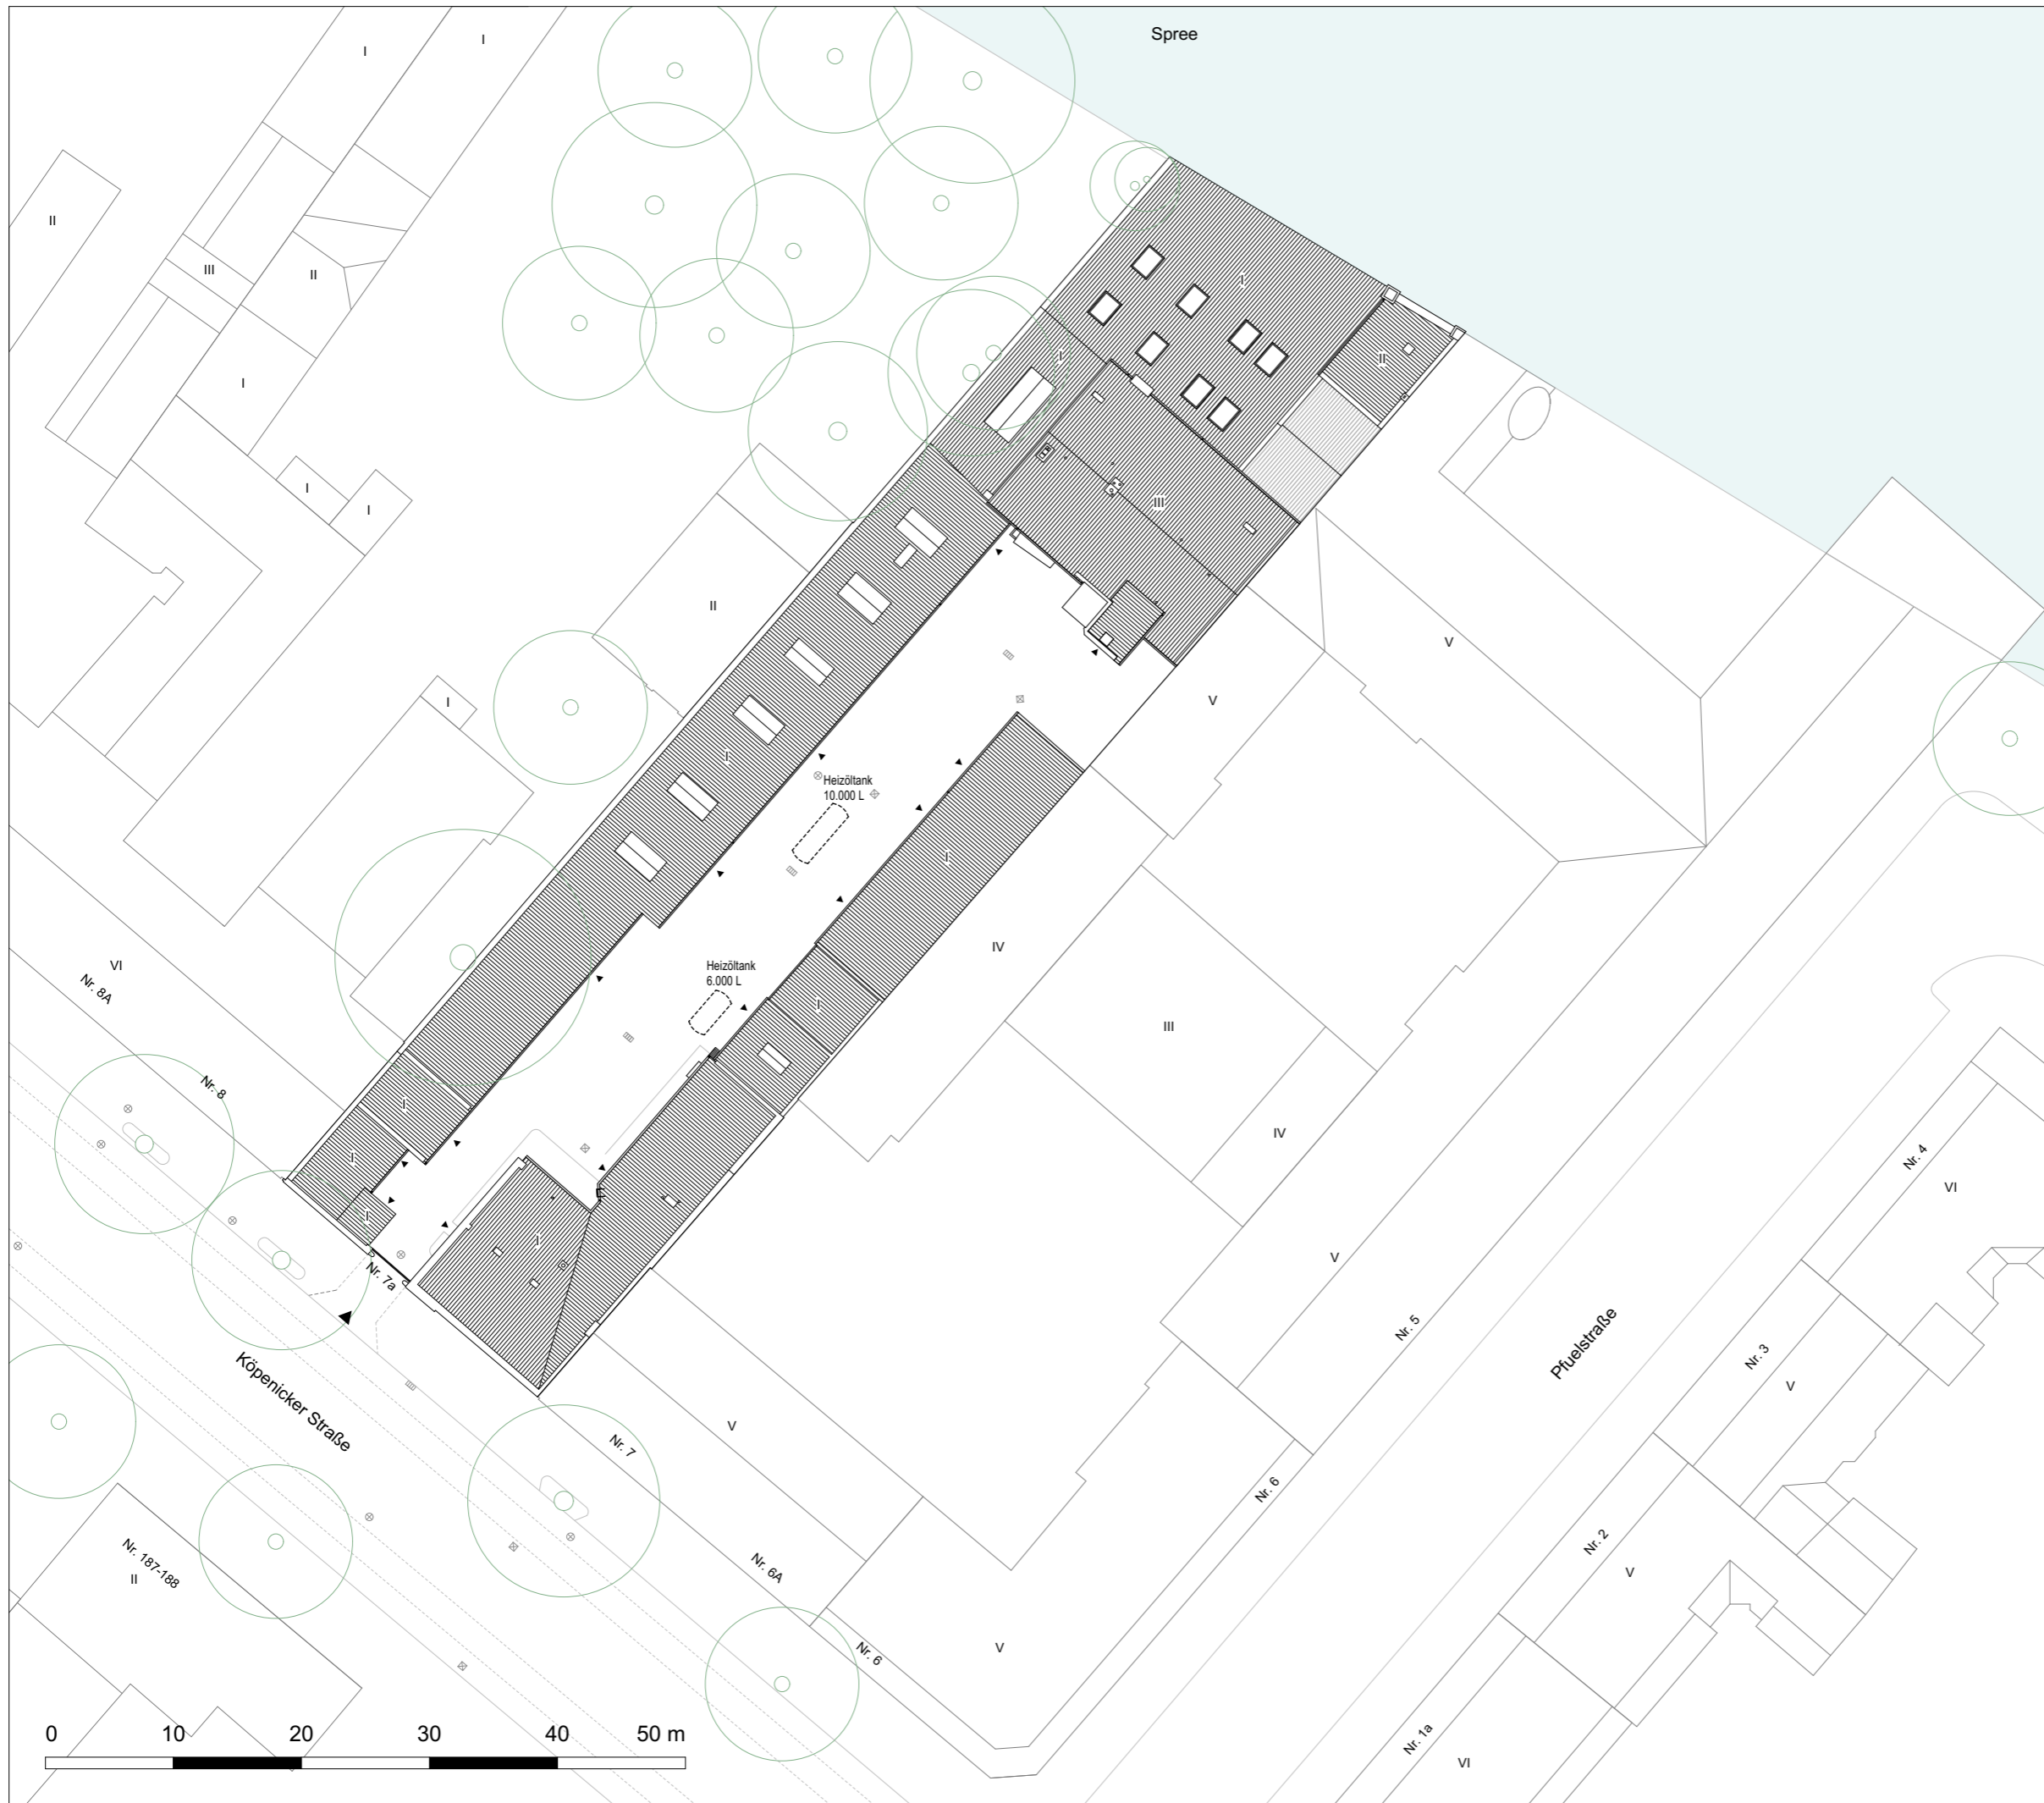 Spree
I
I
II
III
II
I
I
I
I
II
I
I
II
III
II
V
V
I
Heizöltank
10.000 L
I
IV
VI
Nr. 8A
Heizöltank
6.000 L
I
III
IV
Nr. 8
I
I
I
I
Nr. 7a
V
Nr. 4
VI
Köpenicker Straße
Nr. 5
Pfuelstraße
Nr. 3
V
V
Nr. 7
Nr. 6
Nr. 2
V
Nr. 187-188
II
Nr. 6A
Nr. 6
V
Nr. 1a
VI
0 10 20 30 40 50 m